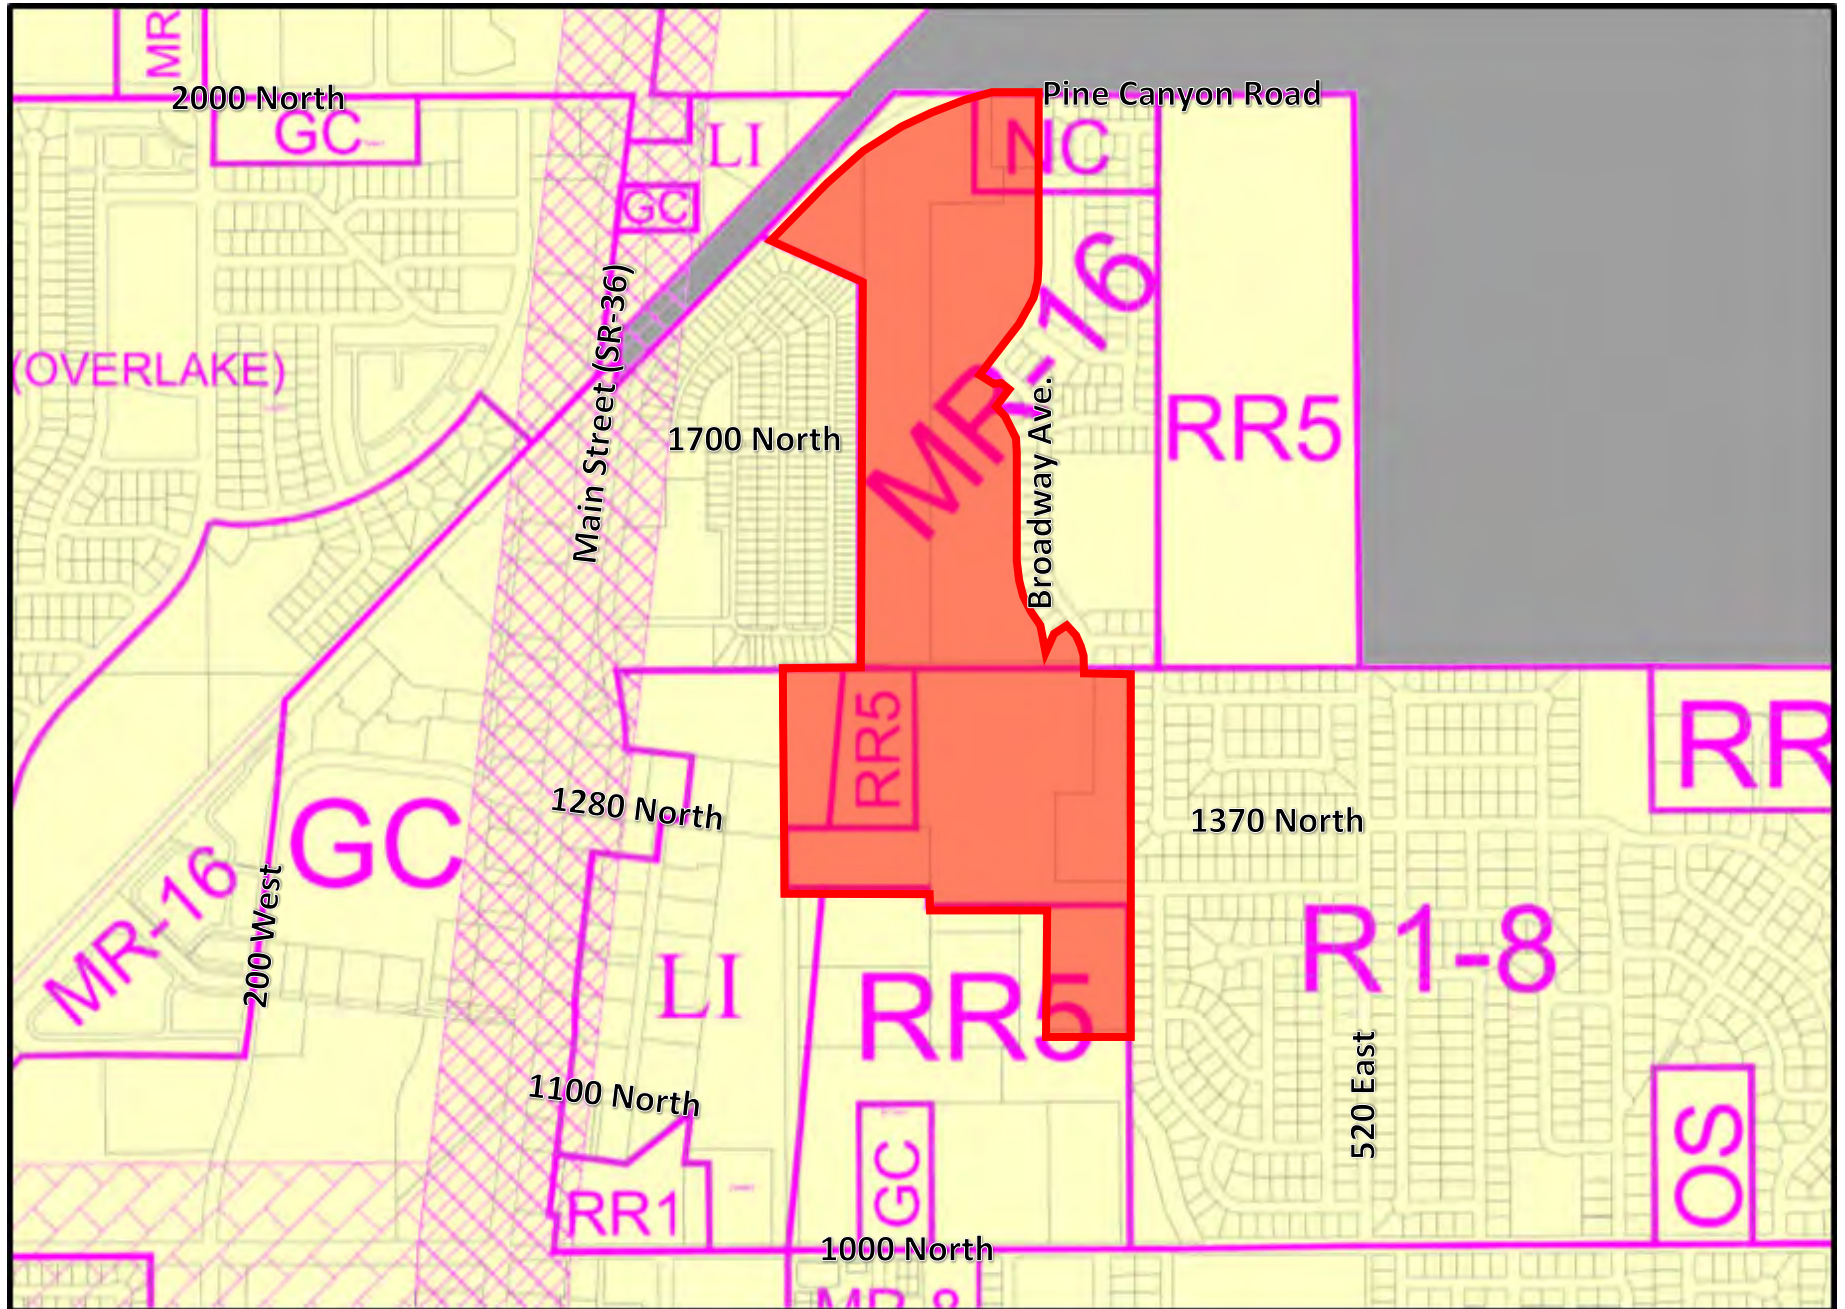 MR
2000 North
Pine Canyon Road
GC
LI
NC
GC
MR-16
(OVERLAKE)
Main Street (SR-36)
1700 North
Broadway Ave.
RR5
RR5
RR
1280 North
1370 North
GC
MR-16
200 West
R1-8
LI
RR5
1100 North
520 East
GC
OS
RR1
1000 North
MR-8